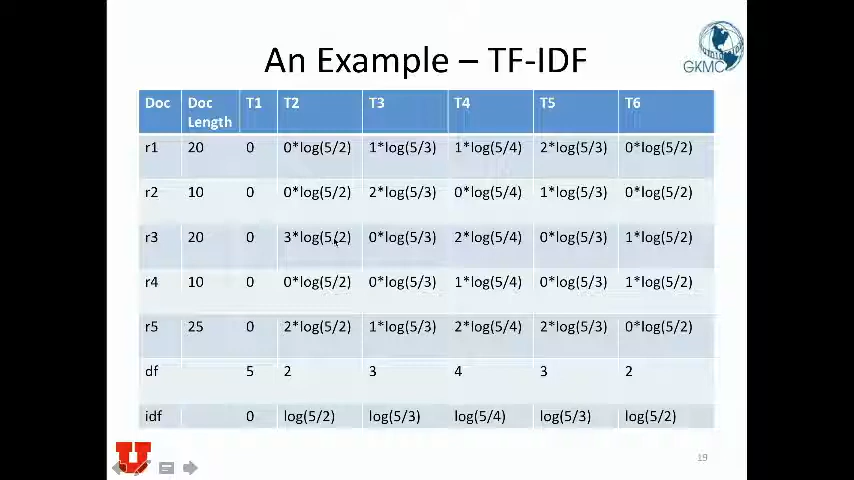 An Example – TF-IDF
GKMC
Doc Doc Length T1 T2 T3 T4 T5 T6
r1 20 0 0*log(5/2) 1*log(5/3) 1*log(5/4) 2*log(5/3) 0*log(5/2)
r2 10 0 0*log(5/2) 2*log(5/3) 0*log(5/4) 1*log(5/3) 0*log(5/2)
r3 20 0 3*log(5/2) 0*log(5/3) 2*log(5/4) 0*log(5/3) 1*log(5/2)
r4 10 0 0*log(5/2) 0*log(5/3) 1*log(5/4) 0*log(5/3) 1*log(5/2)
r5 25 0 2*log(5/2) 1*log(5/3) 2*log(5/4) 2*log(5/3) 0*log(5/2)
df 5 2 3 4 3 2
idf 0 log(5/2) log(5/3) log(5/4) log(5/3) log(5/2)
U
19